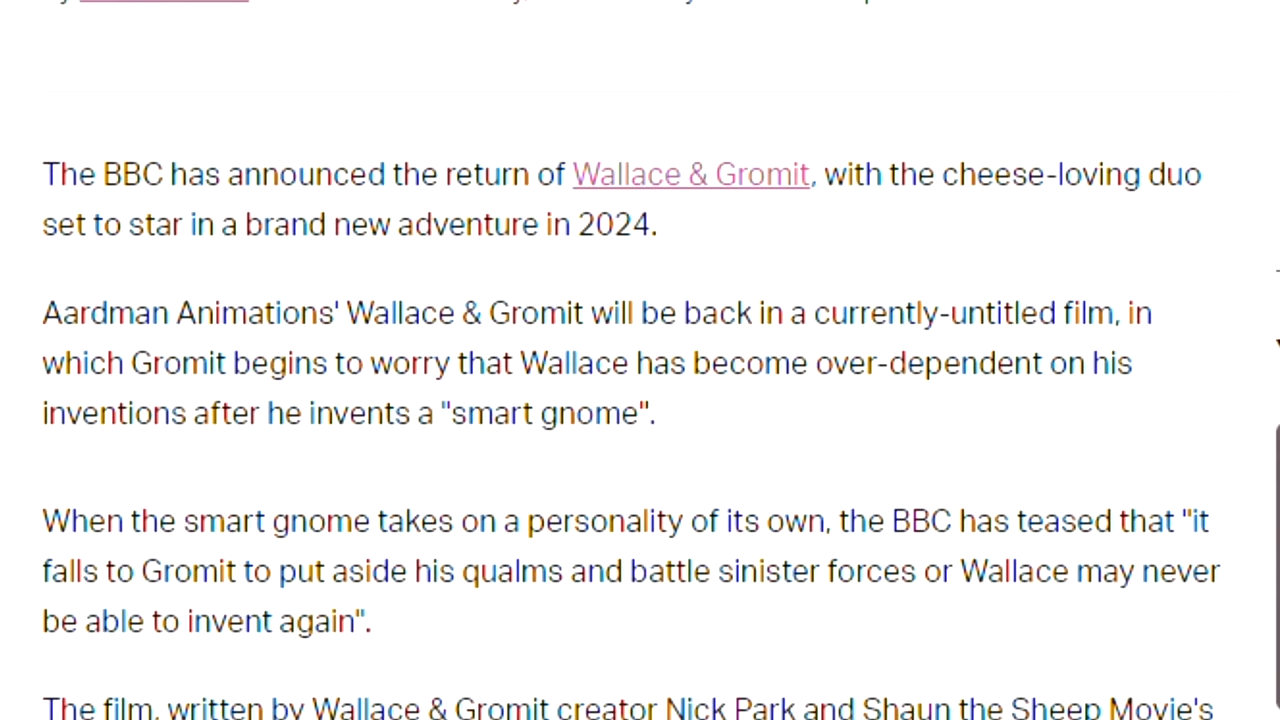 The BBC has announced the return of Wallace & Gromit, with the cheese-loving duo
set to star in a brand new adventure in 2024.
Aardman Animations' Wallace & Gromit will be back in a currently-untitled film, in
which Gromit begins to worry that Wallace has become over-dependent on his
inventions after he invents a "smart gnome".
When the smart gnome takes on a personality of its own, the BBC has teased that "it
falls to Gromit to put aside his qualms and battle sinister forces or Wallace may never
be able to invent again".
The film, written by Wallace & Gromit creator Nick Park and Shaun the Sheep Movie's